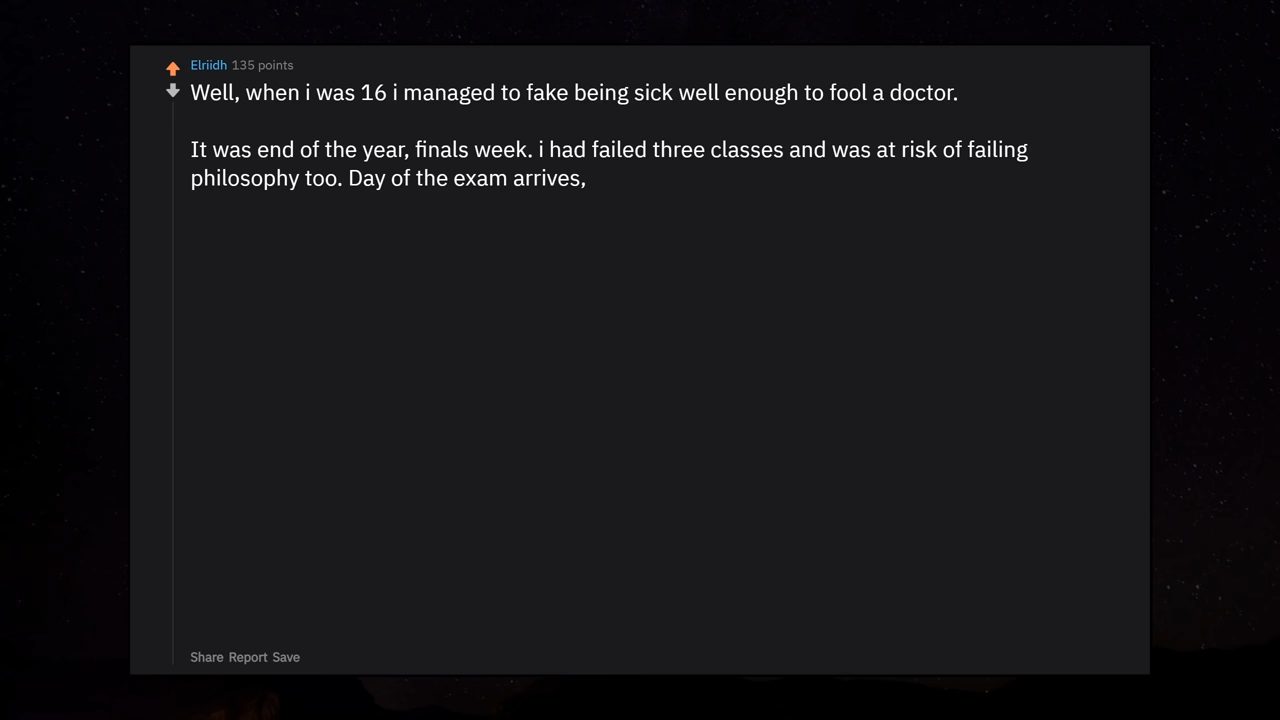 Elriidh 135 points
Well, when i was 16 i managed to fake being sick well enough to fool a doctor.
It was end of the year, finals week. i had failed three classes and was at risk of failing
philosophy too. Day of the exam arrives,
Share Report Save